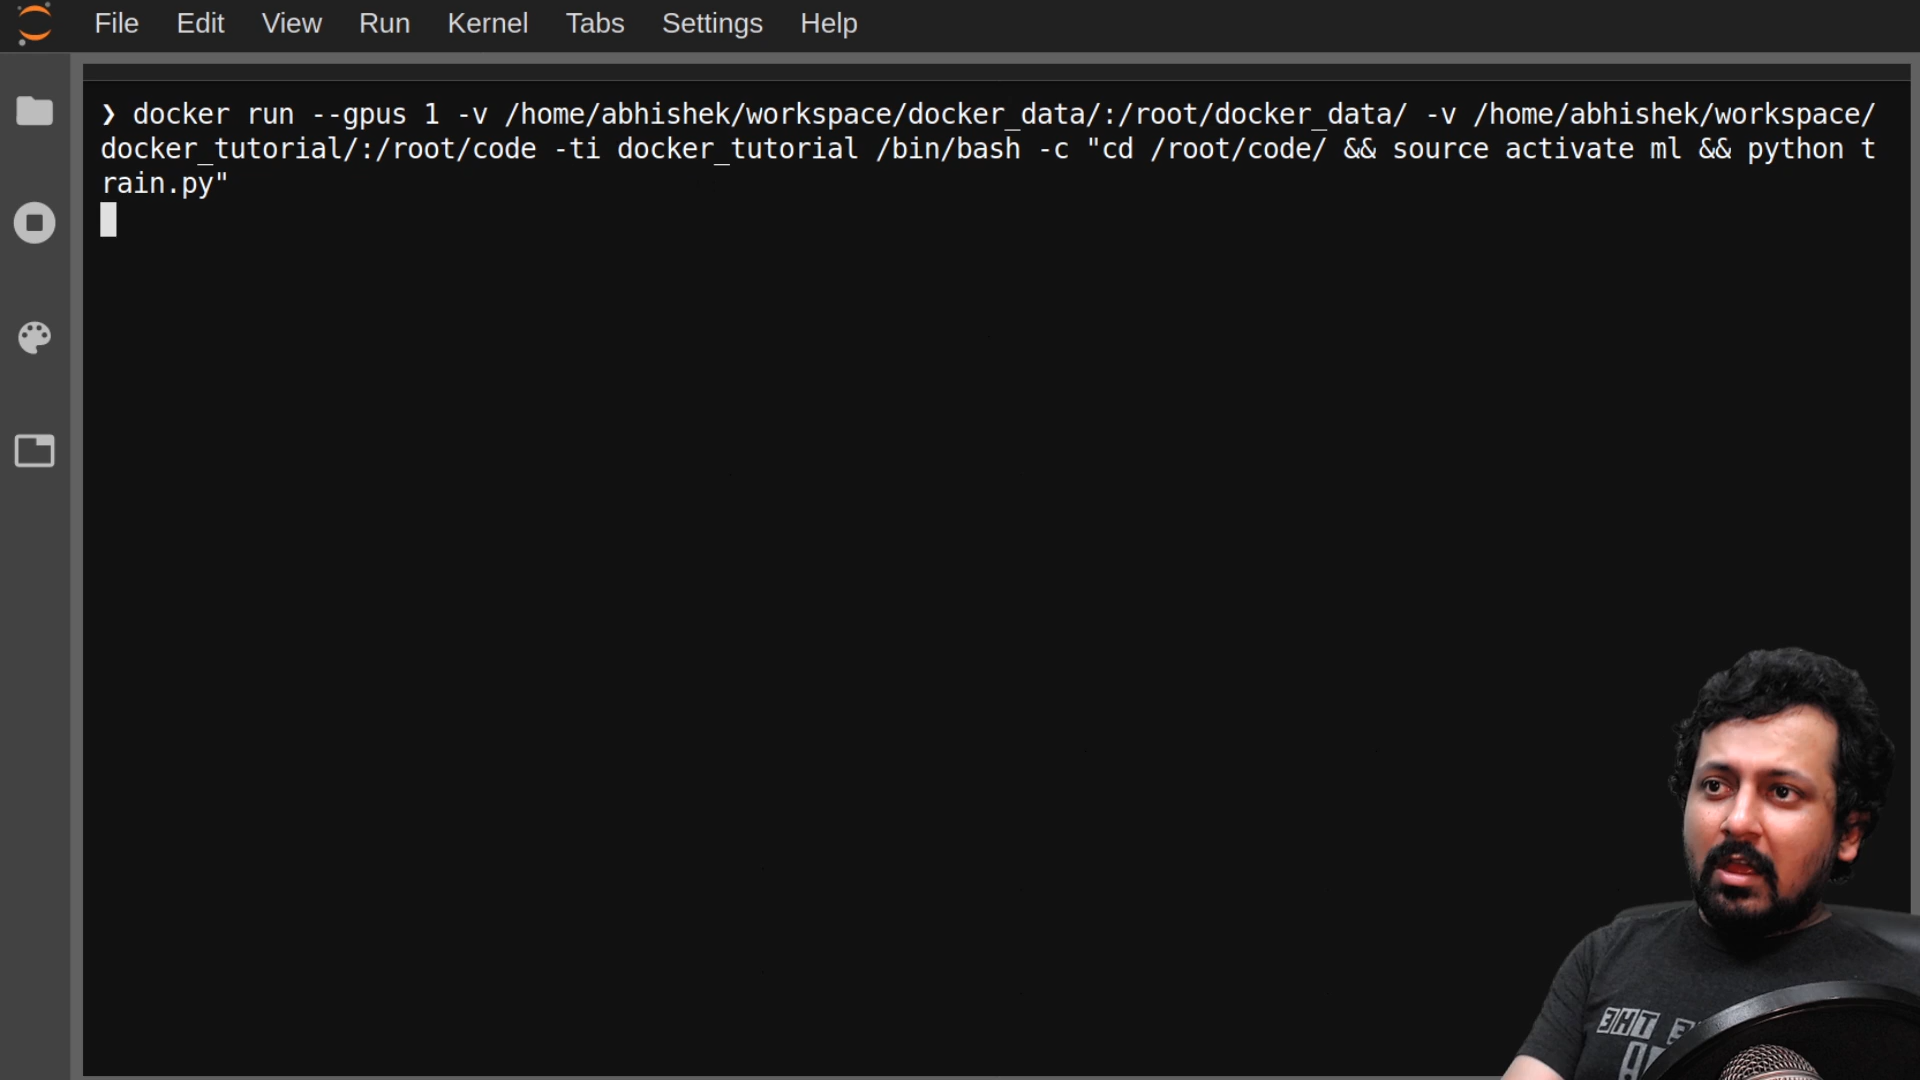 File Edit View Run Kernel Tabs Settings Help
❯ docker run --gpus 1 -v /home/abhishek/workspace/docker_data/:/root/docker_data/ -v /home/abhishek/workspace/
docker_tutorial/:/root/code -ti docker_tutorial /bin/bash -c "cd /root/code/ && source activate ml && python t
rain.py"